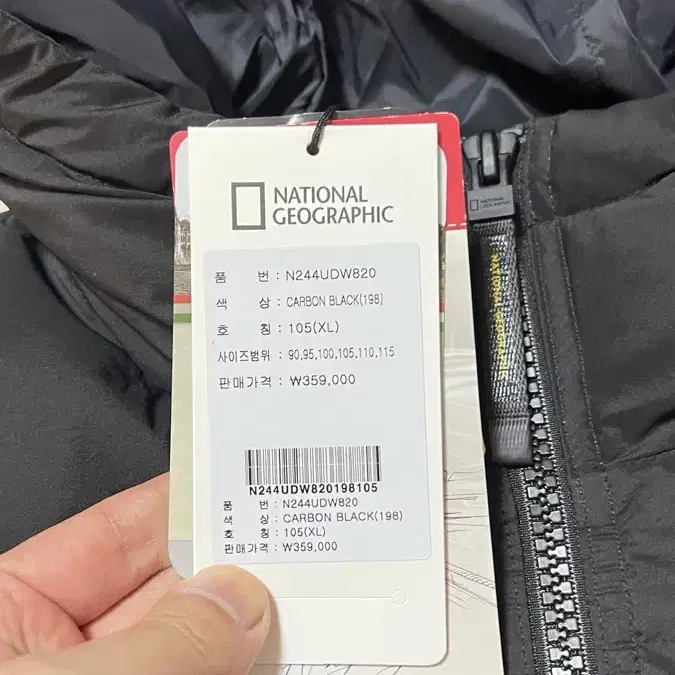 NATIONAL
GEOGRAPHIC
품 번 : N244UDW820
색 상 : CARBON BLACK(198)
호 칭 : 105(XL)
사이즈범위 : 90,95,100,105,110,115
판매가격 : ₩359,000
N244UDW820198105
품 번 : N244UDW820
색 상 : CARBON BLACK(198)
호 칭 : 105(XL)
판매가격 : ₩359,000
NATIONAL
GEOGRAPHIC
NATIONAL GEOGRAPHIC